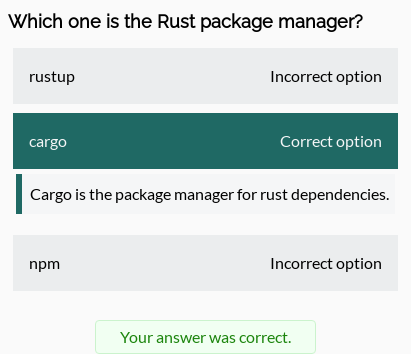 Which one is the Rust package manager?
rustup Incorrect option
cargo Correct option
Cargo is the package manager for rust dependencies.
npm Incorrect option
Your answer was correct.